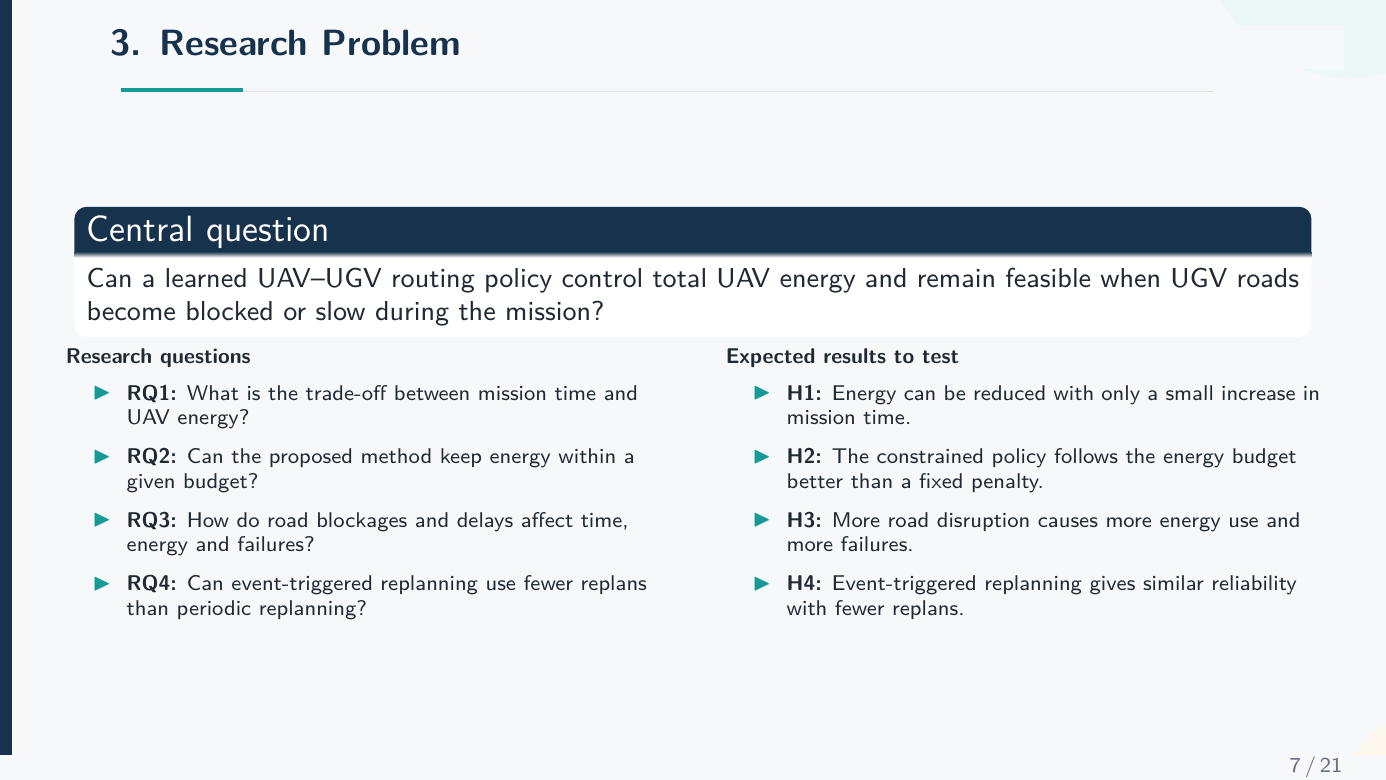 3. Research Problem
Central question
Can a learned UAV–UGV routing policy control total UAV energy and remain feasible when UGV roads
become blocked or slow during the mission?
Research questions
▶ RQ1: What is the trade-off between mission time and
UAV energy?
▶ RQ2: Can the proposed method keep energy within a
given budget?
▶ RQ3: How do road blockages and delays affect time,
energy and failures?
▶ RQ4: Can event-triggered replanning use fewer replans
than periodic replanning?
Expected results to test
▶ H1: Energy can be reduced with only a small increase in
mission time.
▶ H2: The constrained policy follows the energy budget
better than a fixed penalty.
▶ H3: More road disruption causes more energy use and
more failures.
▶ H4: Event-triggered replanning gives similar reliability
with fewer replans.
7 / 21